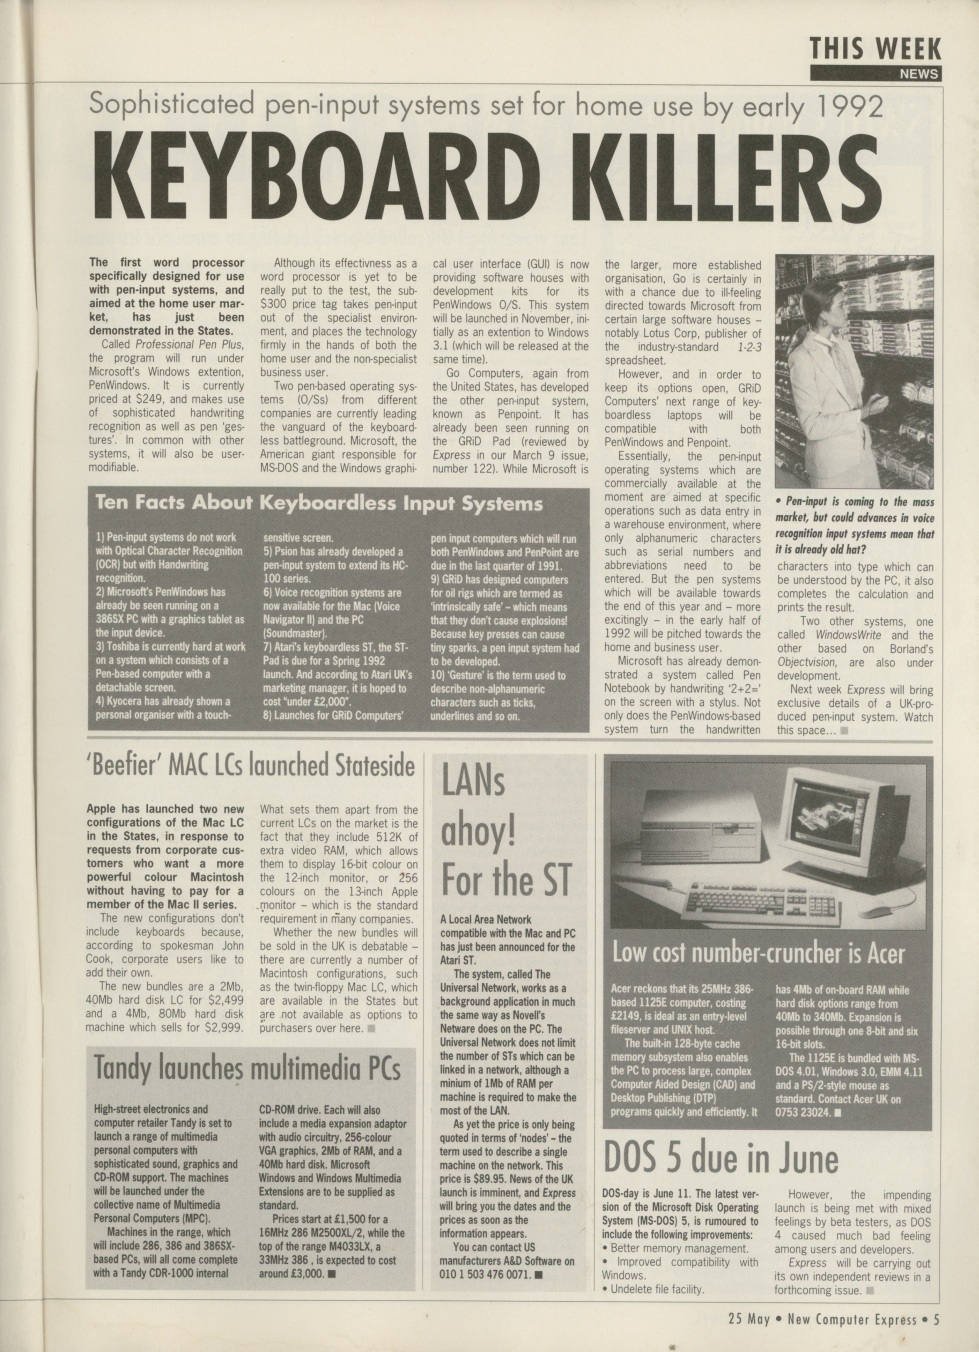 THIS WEEK
NEWS
Sophisticated pen-input systems set for home use by early 1992
KEYBOARD KILLERS
The first word processor
specifically designed for use
with pen-input systems, and
aimed at the home user mar-
ket, has just been
demonstrated in the States.
Called Professional Pen Plus,
the program will run under
Microsoft's Windows extention,
PenWindows. It is currently
priced at $249, and makes use
of sophisticated handwriting
recognition as well as pen 'ges-
tures'. In common with other
systems, it will also be user-
modifiable.
Although its effectivness as a
word processor is yet to be
really put to the test, the sub-
$300 price tag takes pen-input
out of the specialist environ-
ment, and places the technology
firmly in the hands of both the
home user and the non-specialist
business user.
Two pen-based operating sys-
tems (O/Ss) from different
companies are currently leading
the vanguard of the keyboard-
less battleground. Microsoft, the
American giant responsible for
MS-DOS and the Windows graphi-
cal user interface (GUI) is now
providing software houses with
development kits for its
PenWindows O/S. This system
will be launched in November, ini-
tially as an extention to Windows
3.1 (which will be released at the
same time).
Go Computers, again from
the United States, has developed
the other pen-input system,
known as Penpoint. It has
already been seen running on
the GRiD Pad (reviewed by
Express in our March 9 issue,
number 122). While Microsoft is
the larger, more established
organisation, Go is certainly in
with a chance due to ill-feeling
directed towards Microsoft from
certain large software houses –
notably Lotus Corp, publisher of
the industry-standard 1-2-3
spreadsheet.
However, and in order to
keep its options open, GRiD
Computers' next range of key-
boardless laptops will be
compatible with both
PenWindows and Penpoint.
Essentially, the pen-input
operating systems which are
commercially available at the
moment are aimed at specific
operations such as data entry in
a warehouse environment, where
only alphanumeric characters
such as serial numbers and
abbreviations need to be
entered. But the pen systems
which will be available towards
the end of this year and – more
excitingly – in the early half of
1992 will be pitched towards the
home and business user.
Microsoft has already demon-
strated a system called Pen
Notebook by handwriting '2+2='
on the screen with a stylus. Not
only does the PenWindows-based
system turn the handwritten
• Pen-input is coming to the mass
market, but could advances in voice
recognition input systems mean that
it is already old hat?
characters into type which can
be understood by the PC, it also
completes the calculation and
prints the result.
Two other systems, one
called WindowsWrite and the
other based on Borland's
Objectvision, are also under
development.
Next week Express will bring
exclusive details of a UK-pro-
duced pen-input system. Watch
this space... ■
Ten Facts About Keyboardless Input Systems
1) Pen-input systems do not work
with Optical Character Recognition
(OCR) but with Handwriting
recognition.
2) Microsoft's PenWindows has
already be seen running on a
386SX PC with a graphics tablet as
the input device.
3) Toshiba is currently hard at work
on a system which consists of a
Pen-based computer with a
detachable screen.
4) Kyocera has already shown a
personal organiser with a touch-
sensitive screen.
5) Psion has already developed a
pen-input system to extend its HC-
100 series.
6) Voice recognition systems are
now available for the Mac (Voice
Navigator II) and the PC
(Soundmaster).
7) Atari's keyboardless ST, the ST-
Pad is due for a Spring 1992
launch. And according to Atari UK's
marketing manager, it is hoped to
cost "under £2,000".
8) Launches for GRiD Computers'
pen input computers which will run
both PenWindows and PenPoint are
due in the last quarter of 1991.
9) GRiD has designed computers
for oil rigs which are termed as
'intrinsically safe' – which means
that they don't cause explosions!
Because key presses can cause
tiny sparks, a pen input system had
to be developed.
10) 'Gesture' is the term used to
describe non-alphanumeric
characters such as ticks,
underlines and so on.
'Beefier' MAC LCs launched Stateside
Apple has launched two new
configurations of the Mac LC
in the States, in response to
requests from corporate cus-
tomers who want a more
powerful colour Macintosh
without having to pay for a
member of the Mac II series.
The new configurations don't
include keyboards because,
according to spokesman John
Cook, corporate users like to
add their own.
The new bundles are a 2Mb,
40Mb hard disk LC for $2,499
and a 4Mb, 80Mb hard disk
machine which sells for $2,999.
What sets them apart from the
current LCs on the market is the
fact that they include 512K of
extra video RAM, which allows
them to display 16-bit colour on
the 12-inch monitor, or 256
colours on the 13-inch Apple
monitor – which is the standard
requirement in many companies.
Whether the new bundles will
be sold in the UK is debatable –
there are currently a number of
Macintosh configurations, such
as the twin-floppy Mac LC, which
are available in the States but
are not available as options to
purchasers over here. ■
Tandy launches multimedia PCs
High-street electronics and
computer retailer Tandy is set to
launch a range of multimedia
personal computers with
sophisticated sound, graphics and
CD-ROM support. The machines
will be launched under the
collective name of Multimedia
Personal Computers (MPC).
Machines in the range, which
will include 286, 386 and 386SX-
based PCs, will all come complete
with a Tandy CDR-1000 internal
CD-ROM drive. Each will also
include a media expansion adaptor
with audio circuitry, 256-colour
VGA graphics, 2Mb of RAM, and a
40Mb hard disk. Microsoft
Windows and Windows Multimedia
Extensions are to be supplied as
standard.
Prices start at £1,500 for a
16MHz 286 M2500XL/2, while the
top of the range M4033LX, a
33MHz 386 , is expected to cost
around £3,000. ■
LANs
ahoy!
For the ST
A Local Area Network
compatible with the Mac and PC
has just been announced for the
Atari ST.
The system, called The
Universal Network, works as a
background application in much
the same way as Novell's
Netware does on the PC. The
Universal Network does not limit
the number of STs which can be
linked in a network, although a
minium of 1Mb of RAM per
machine is required to make the
most of the LAN.
As yet the price is only being
quoted in terms of 'nodes' – the
term used to describe a single
machine on the network. This
price is $89.95. News of the UK
launch is imminent, and Express
will bring you the dates and the
prices as soon as the
information appears.
You can contact US
manufacturers A&D Software on
010 1 503 476 0071. ■
Low cost number-cruncher is Acer
Acer reckons that its 25MHz 386-
based 1125E computer, costing
£2149, is ideal as an entry-level
fileserver and UNIX host.
The built-in 128-byte cache
memory subsystem also enables
the PC to process large, complex
Computer Aided Design (CAD) and
Desktop Publishing (DTP)
programs quickly and efficiently. It
has 4Mb of on-board RAM while
hard disk options range from
40Mb to 340Mb. Expansion is
possible through one 8-bit and six
16-bit slots.
The 1125E is bundled with MS-
DOS 4.01, Windows 3.0, EMM 4.11
and a PS/2-style mouse as
standard. Contact Acer UK on
0753 23024. ■
DOS 5 due in June
DOS-day is June 11. The latest ver-
sion of the Microsoft Disk Operating
System (MS-DOS) 5, is rumoured to
include the following improvements:
• Better memory management.
• Improved compatibility with
Windows.
• Undelete file facility.
However, the impending
launch is being met with mixed
feelings by beta testers, as DOS
4 caused much bad feeling
among users and developers.
Express will be carrying out
its own independent reviews in a
forthcoming issue. ■
25 May • New Computer Express • 5